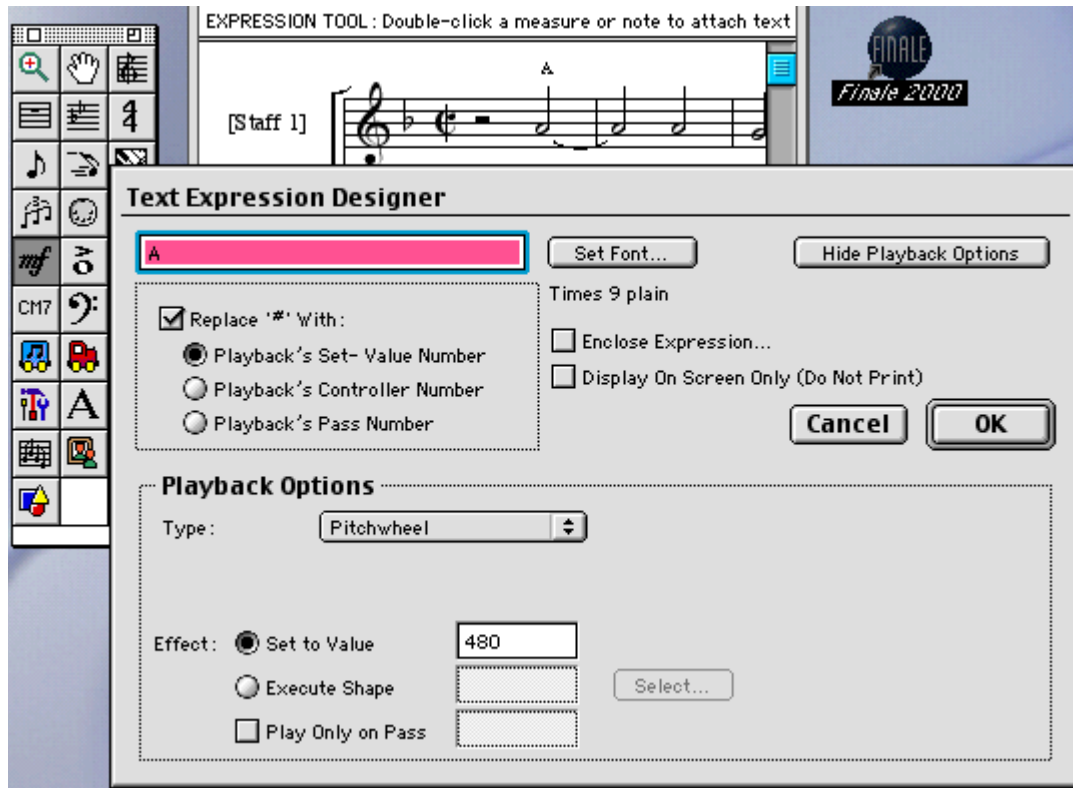 EXPRESSION TOOL: Double-click a measure or note to attach text
FINALE
Finale 2000
A
[Staff 1]
mf
CM7
A
Text Expression Designer
A
Set Font...
Hide Playback Options
Times 9 plain
Replace '#' With:
Playback's Set- Value Number
Playback's Controller Number
Playback's Pass Number
Enclose Expression...
Display On Screen Only (Do Not Print)
Cancel
OK
Playback Options
Type:
Pitchwheel
Effect:
Set to Value
480
Execute Shape
Select...
Play Only on Pass